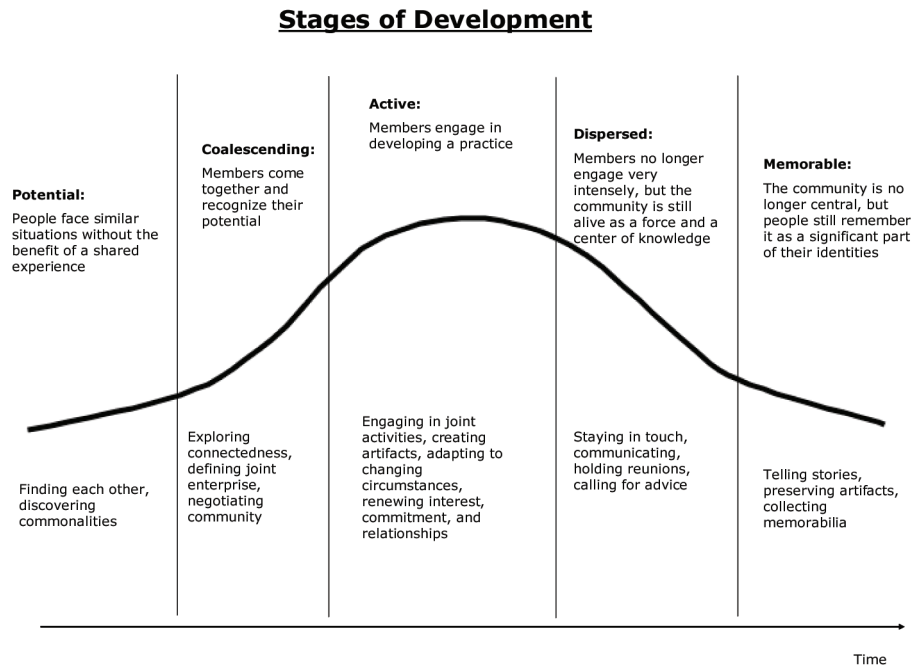 Stages of Development
Potential:
People face similar
situations without the
benefit of a shared
experience
Coalescending:
Members come
together and
recognize their
potential
Active:
Members engage in
developing a practice
Dispersed:
Members no longer
engage very
intensely, but the
community is still
alive as a force and a
center of knowledge
Memorable:
The community is no
longer central, but
people still remember
it as a significant part
of their identities
Finding each other,
discovering
commonalities
Exploring
connectedness,
defining joint
enterprise,
negotiating
community
Engaging in joint
activities, creating
artifacts, adapting to
changing
circumstances,
renewing interest,
commitment, and
relationships
Staying in touch,
communicating,
holding reunions,
calling for advice
Telling stories,
preserving artifacts,
collecting
memorabilia
Time